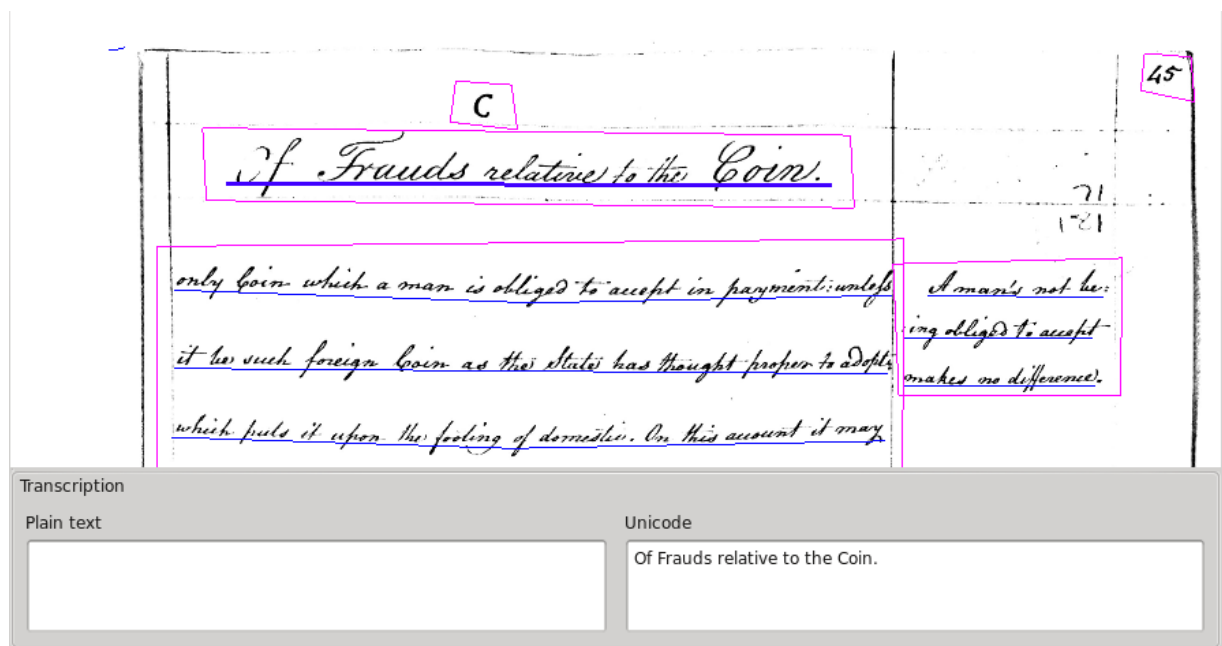 45
C
Of Frauds relative to the Coin.
71
121
only Coin which a man is obliged to accept in payment: unless
it be such foreign Coin as the State has thought proper to adopt:
which puts it upon the footing of domestic. On this account it may
A man's not be:
:ing obliged to accept
makes no difference.
Transcription
Plain text
Unicode
Of Frauds relative to the Coin.